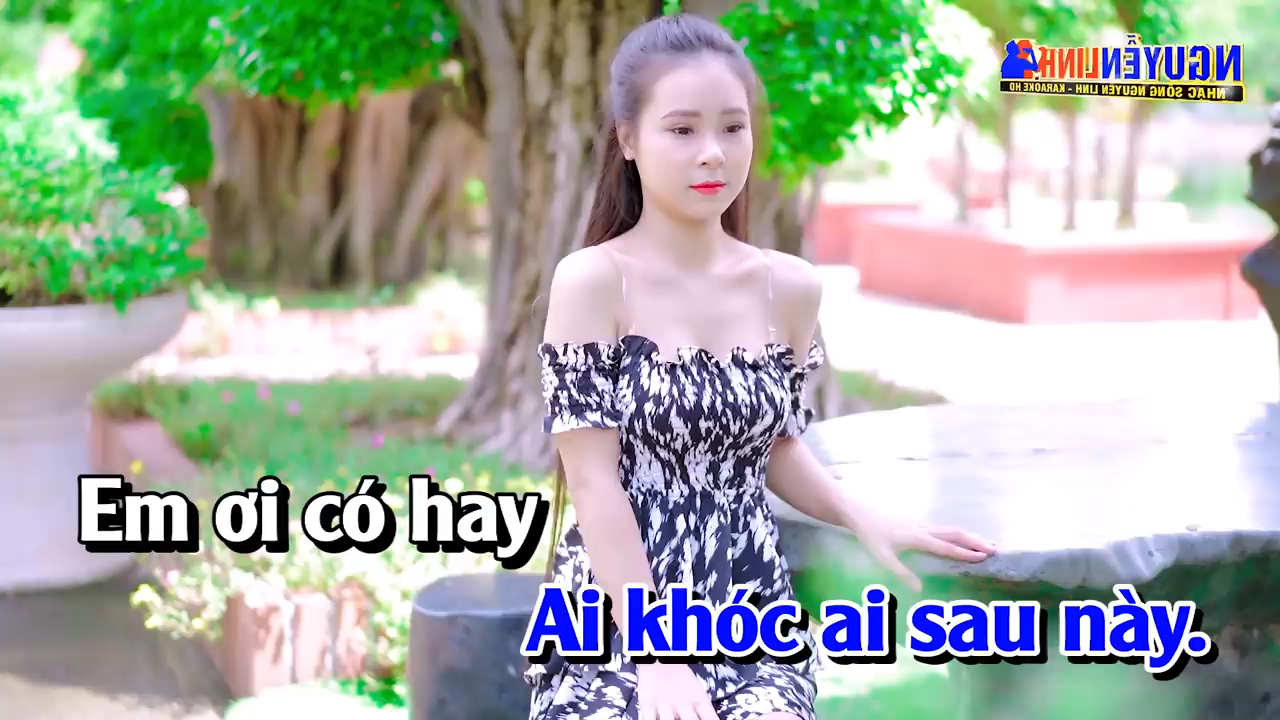 NGUYỄN LINH
NHẠC SỐNG NGUYỄN LINH - KARAOKE HD
Em ơi có hay
Ai khóc ai sau này.